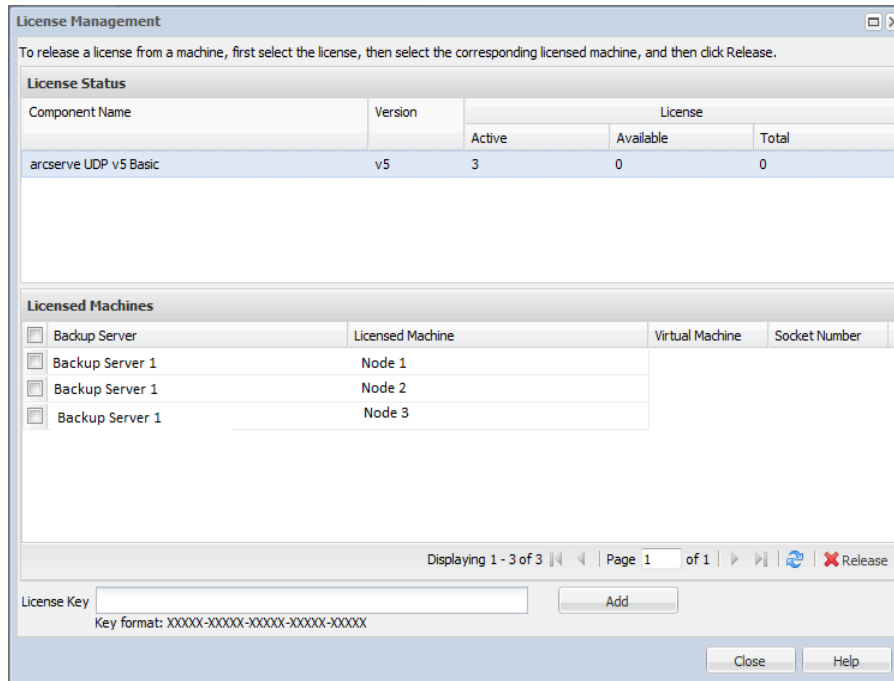 License Management
To release a license from a machine, first select the license, then select the corresponding licensed machine, and then click Release.
License Status
Component Name Version License
Active Available Total
arcserve UDP v5 Basic v5 3 0 0
Licensed Machines
Backup Server Licensed Machine Virtual Machine Socket Number
Backup Server 1 Node 1
Backup Server 1 Node 2
Backup Server 1 Node 3
Displaying 1 - 3 of 3 Page 1 of 1 Release
License Key Add
Key format: XXXXX-XXXXX-XXXXX-XXXXX-XXXXX
Close Help